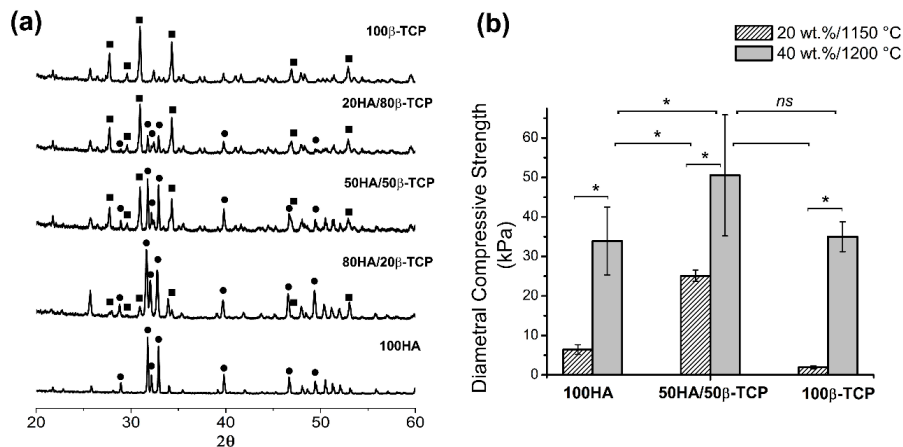 (a)
100β-TCP
20HA/80β-TCP
50HA/50β-TCP
80HA/20β-TCP
100HA
20 30 40 50 60
2θ
(b)
20 wt.%/1150 °C
40 wt.%/1200 °C
Diametral Compressive Strength
(kPa)
60
50
40
30
20
10
0
* ns
*
* * *
100HA 50HA/50β-TCP 100β-TCP